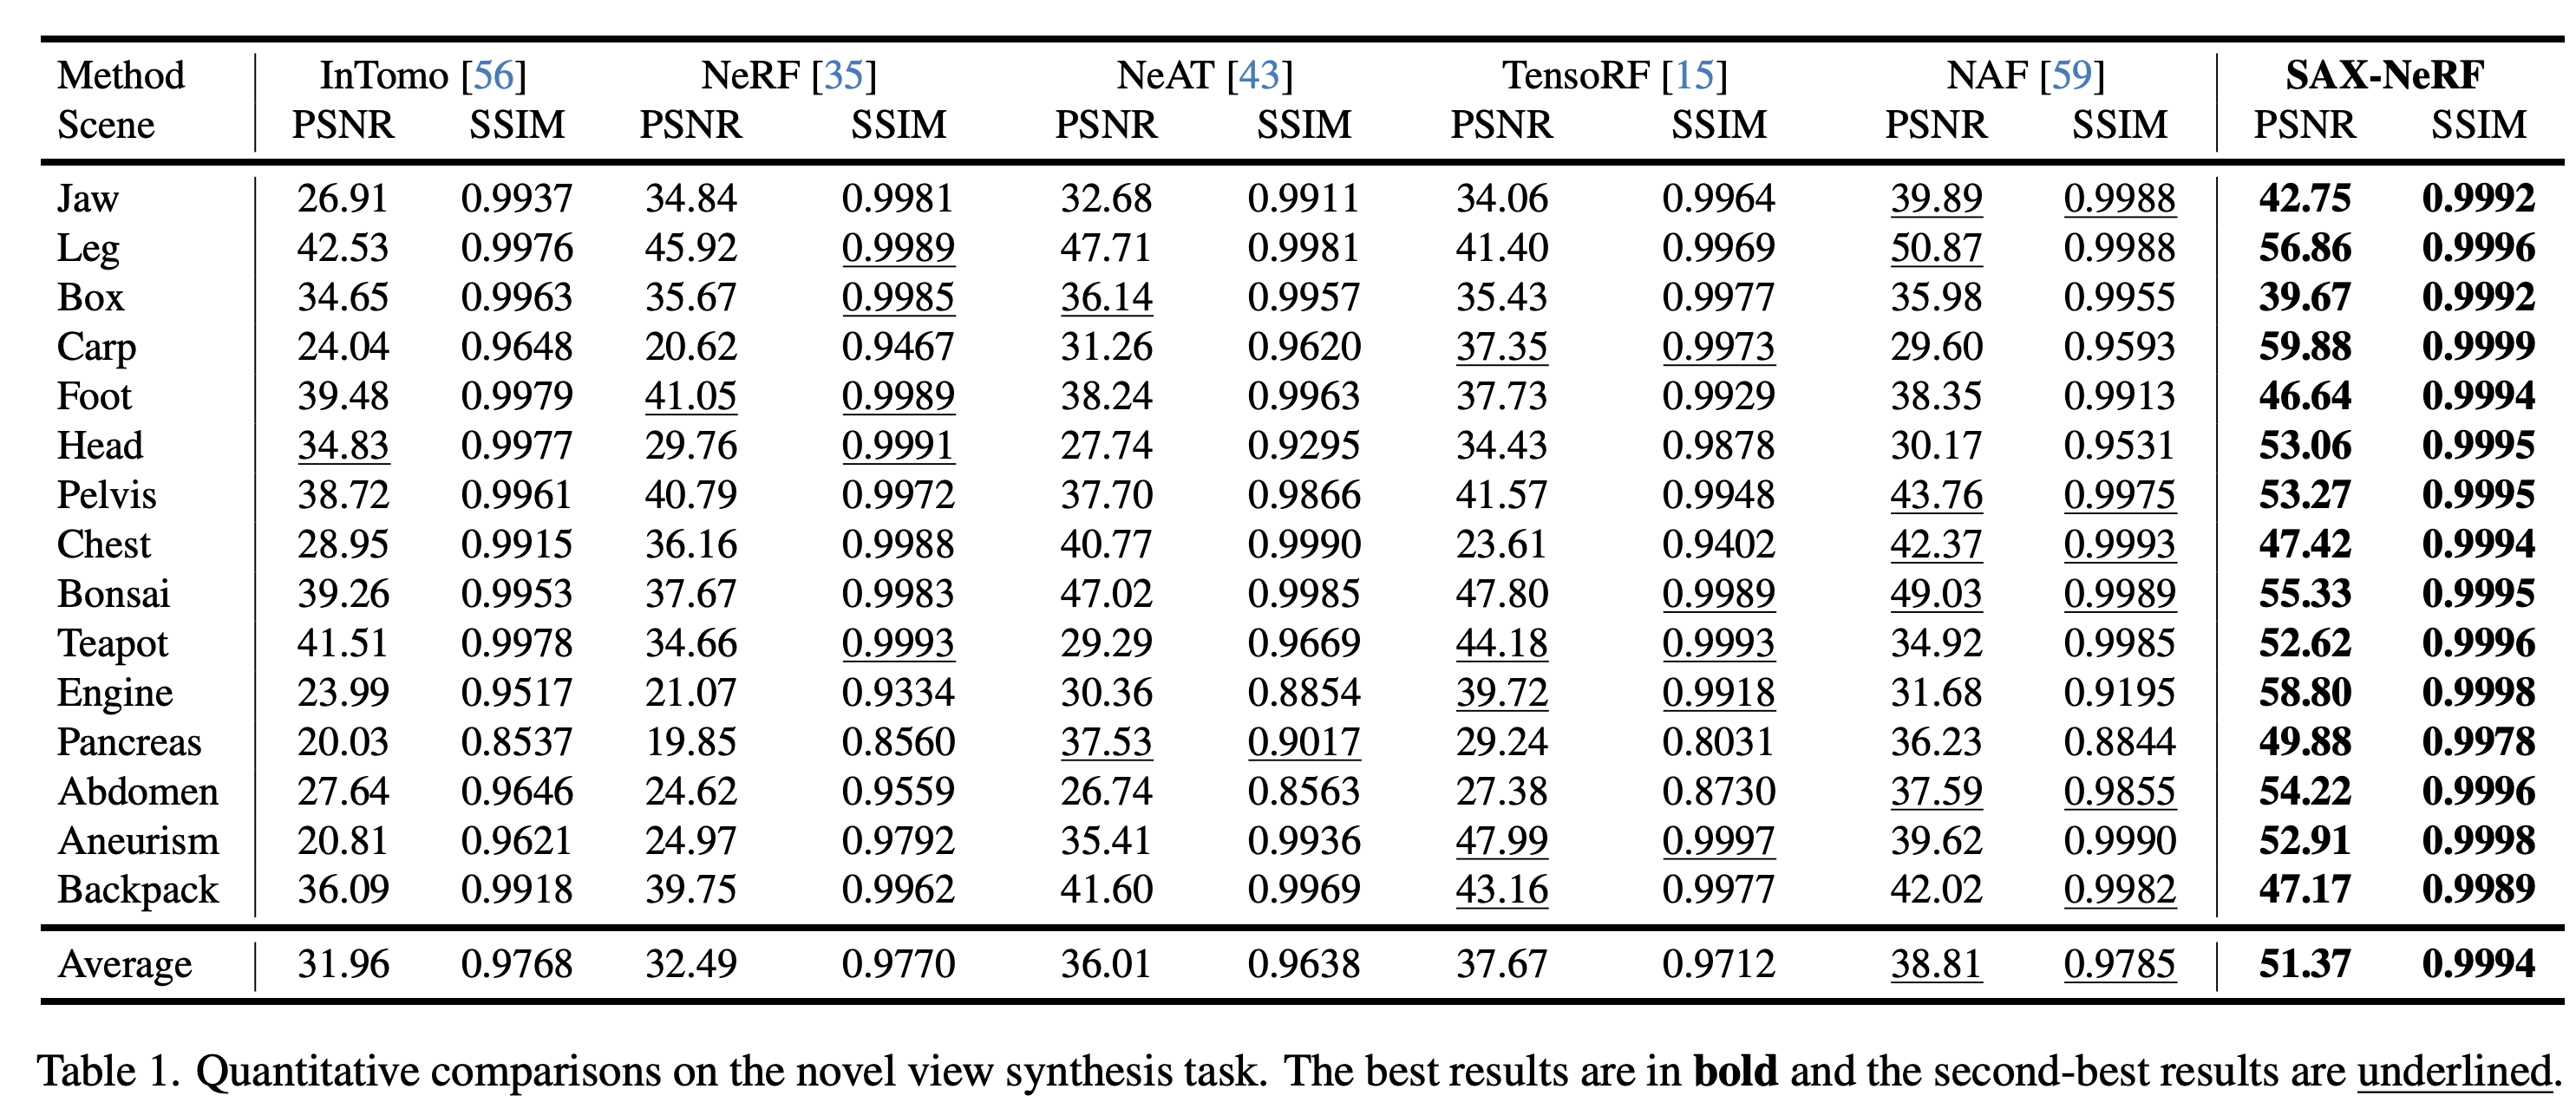 Method InTomo [56] NeRF [35] NeAT [43] TensoRF [15] NAF [59] SAX-NeRF
Scene PSNR SSIM PSNR SSIM PSNR SSIM PSNR SSIM PSNR SSIM PSNR SSIM
Jaw 26.91 0.9937 34.84 0.9981 32.68 0.9911 34.06 0.9964 39.89 0.9988 42.75 0.9992
Leg 42.53 0.9976 45.92 0.9989 47.71 0.9981 41.40 0.9969 50.87 0.9988 56.86 0.9996
Box 34.65 0.9963 35.67 0.9985 36.14 0.9957 35.43 0.9977 35.98 0.9955 39.67 0.9992
Carp 24.04 0.9648 20.62 0.9467 31.26 0.9620 37.35 0.9973 29.60 0.9593 59.88 0.9999
Foot 39.48 0.9979 41.05 0.9989 38.24 0.9963 37.73 0.9929 38.35 0.9913 46.64 0.9994
Head 34.83 0.9977 29.76 0.9991 27.74 0.9295 34.43 0.9878 30.17 0.9531 53.06 0.9995
Pelvis 38.72 0.9961 40.79 0.9972 37.70 0.9866 41.57 0.9948 43.76 0.9975 53.27 0.9995
Chest 28.95 0.9915 36.16 0.9988 40.77 0.9990 23.61 0.9402 42.37 0.9993 47.42 0.9994
Bonsai 39.26 0.9953 37.67 0.9983 47.02 0.9985 47.80 0.9989 49.03 0.9989 55.33 0.9995
Teapot 41.51 0.9978 34.66 0.9993 29.29 0.9669 44.18 0.9993 34.92 0.9985 52.62 0.9996
Engine 23.99 0.9517 21.07 0.9334 30.36 0.8854 39.72 0.9918 31.68 0.9195 58.80 0.9998
Pancreas 20.03 0.8537 19.85 0.8560 37.53 0.9017 29.24 0.8031 36.23 0.8844 49.88 0.9978
Abdomen 27.64 0.9646 24.62 0.9559 26.74 0.8563 27.38 0.8730 37.59 0.9855 54.22 0.9996
Aneurism 20.81 0.9621 24.97 0.9792 35.41 0.9936 47.99 0.9997 39.62 0.9990 52.91 0.9998
Backpack 36.09 0.9918 39.75 0.9962 41.60 0.9969 43.16 0.9977 42.02 0.9982 47.17 0.9989
Average 31.96 0.9768 32.49 0.9770 36.01 0.9638 37.67 0.9712 38.81 0.9785 51.37 0.9994
Table 1. Quantitative comparisons on the novel view synthesis task. The best results are in bold and the second-best results are underlined.